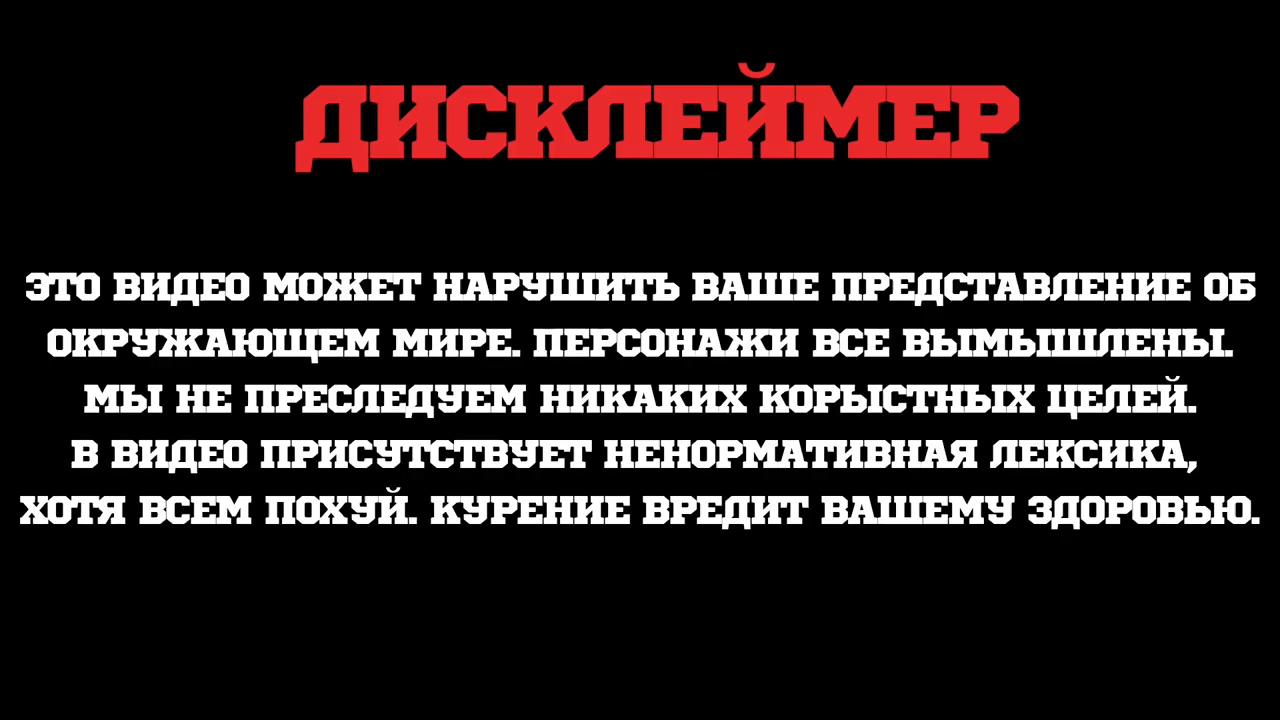 ДИСКЛЕЙМЕР
ЭТО ВИДЕО МОЖЕТ НАРУШИТЬ ВАШЕ ПРЕДСТАВЛЕНИЕ ОБ
ОКРУЖАЮЩЕМ МИРЕ. ПЕРСОНАЖИ ВСЕ ВЫМЫШЛЕНЫ.
МЫ НЕ ПРЕСЛЕДУЕМ НИКАКИХ КОРЫСТНЫХ ЦЕЛЕЙ.
В ВИДЕО ПРИСУТСТВУЕТ НЕНОРМАТИВНАЯ ЛЕКСИКА,
ХОТЯ ВСЕМ ПОХУЙ. КУРЕНИЕ ВРЕДИТ ВАШЕМУ ЗДОРОВЬЮ.